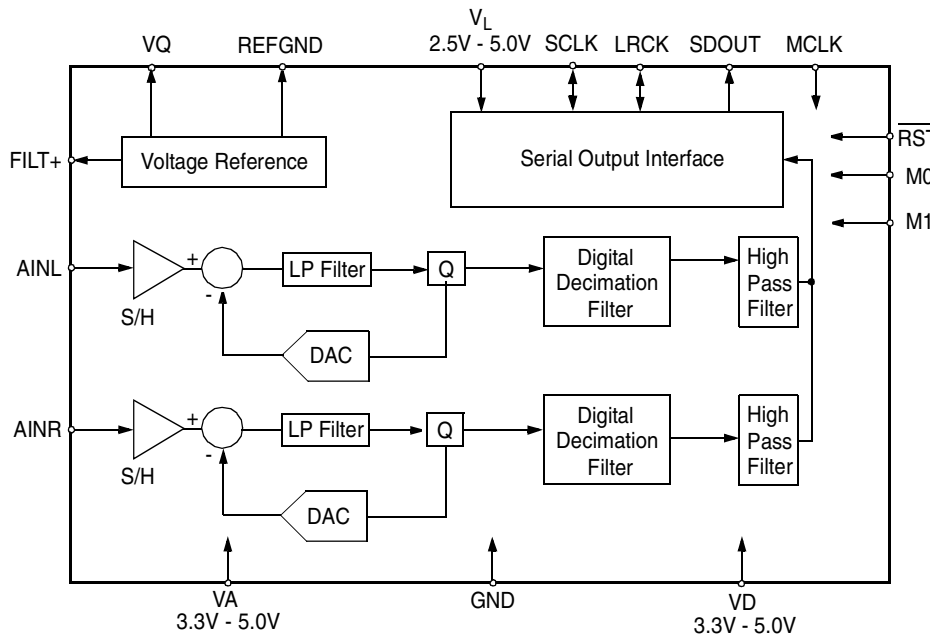 VQ
REFGND
VL
2.5V - 5.0V
SCLK
LRCK
SDOUT
MCLK
FILT+
Voltage Reference
Serial Output Interface
RST
M0
M1
AINL
+
-
S/H
LP Filter
Q
DAC
Digital
Decimation
Filter
High
Pass
Filter
AINR
+
-
S/H
LP Filter
Q
DAC
Digital
Decimation
Filter
High
Pass
Filter
VA
3.3V - 5.0V
GND
VD
3.3V - 5.0V